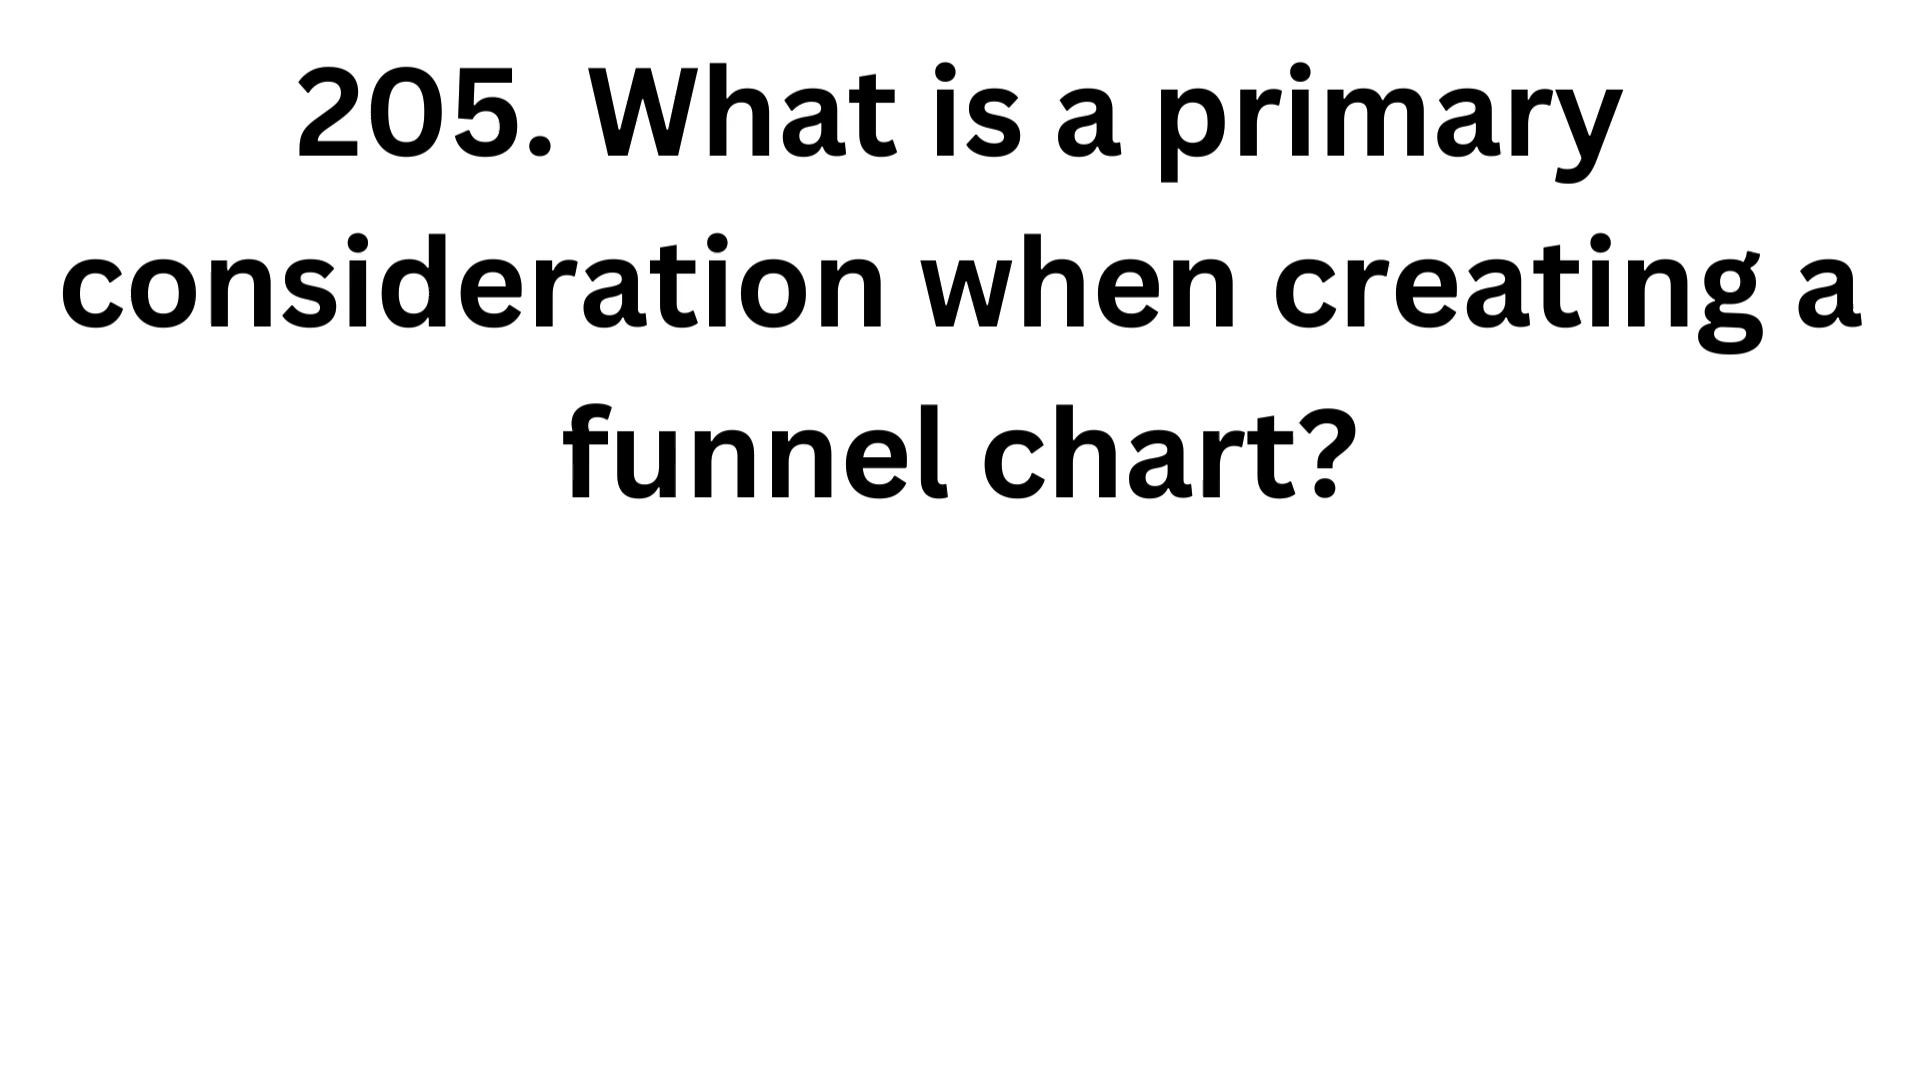 205. What is a primary
consideration when creating a
funnel chart?